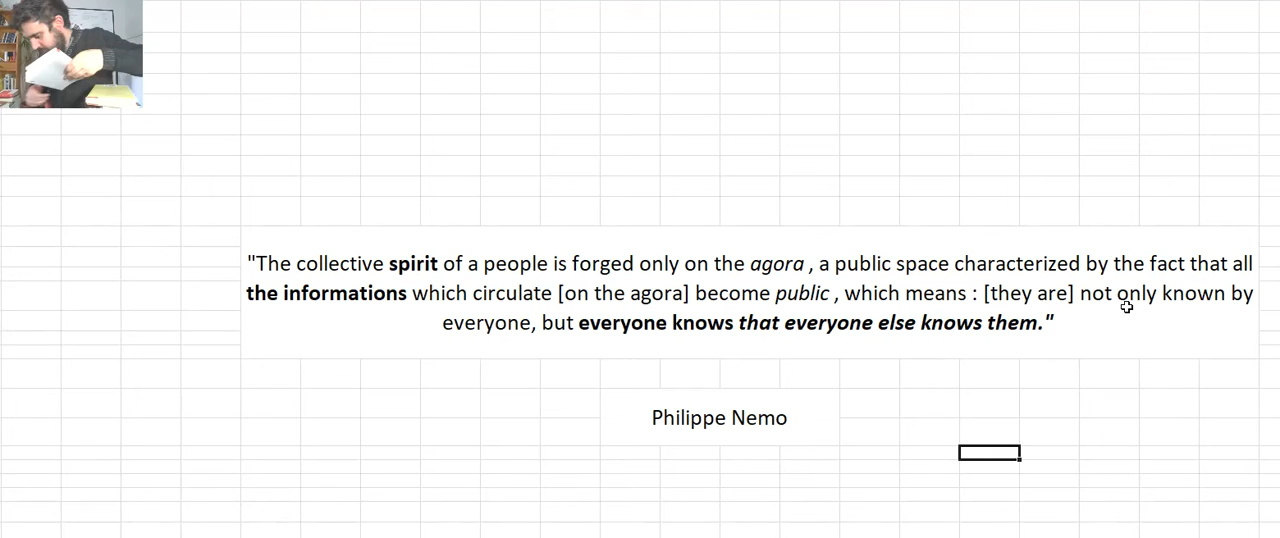 "The collective spirit of a people is forged only on the agora , a public space characterized by the fact that all
the informations which circulate [on the agora] become public , which means : [they are] not only known by
everyone, but everyone knows that everyone else knows them."
Philippe Nemo